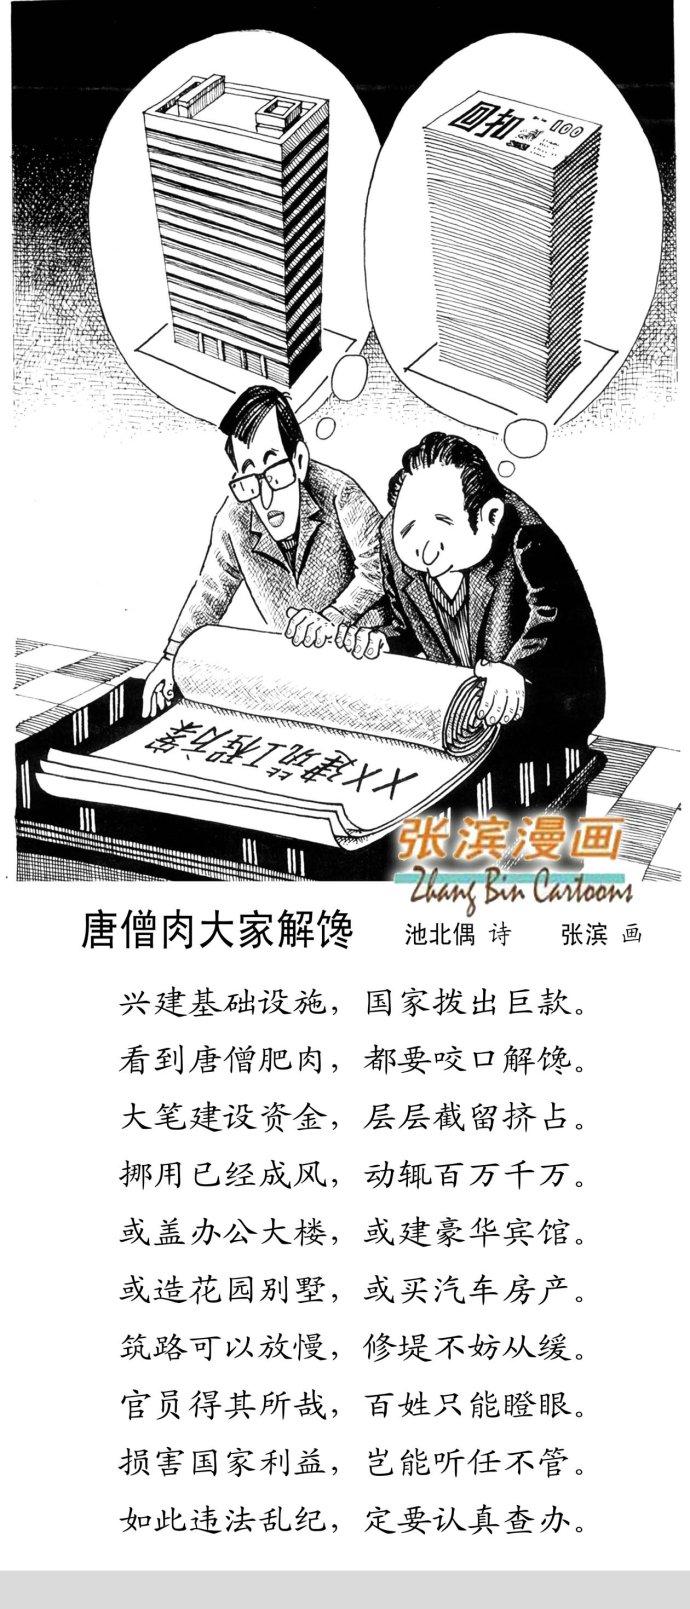 回扣 100
XX建筑工程方案
张滨漫画
Zhang Bin Cartoons
唐僧肉大家解馋 池北偶 诗 张滨 画
兴建基础设施，国家拨出巨款。
看到唐僧肥肉，都要咬口解馋。
大笔建设资金，层层截留挤占。
挪用已经成风，动辄百万千万。
或盖办公大楼，或建豪华宾馆。
或造花园别墅，或买汽车房产。
筑路可以放慢，修堤不妨从缓。
官员得其所哉，百姓只能瞪眼。
损害国家利益，岂能听任不管。
如此违法乱纪，定要认真查办。